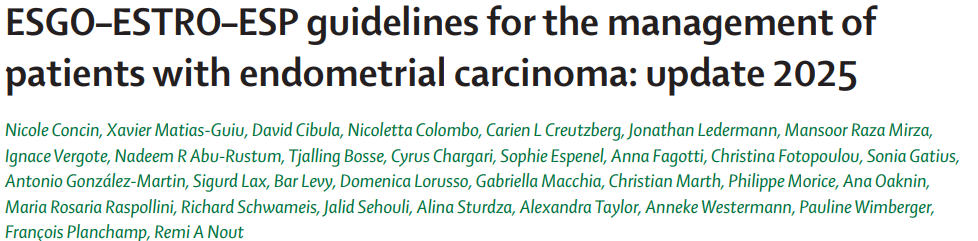 ESGO–ESTRO–ESP guidelines for the management of
patients with endometrial carcinoma: update 2025
Nicole Concin, Xavier Matias-Guiu, David Cibula, Nicoletta Colombo, Carien L Creutzberg, Jonathan Ledermann, Mansoor Raza Mirza,
Ignace Vergote, Nadeem R Abu-Rustum, Tjalling Bosse, Cyrus Chargari, Sophie Espenel, Anna Fagotti, Christina Fotopoulou, Sonia Gatius,
Antonio González-Martin, Sigurd Lax, Bar Levy, Domenica Lorusso, Gabriella Macchia, Christian Marth, Philippe Morice, Ana Oaknin,
Maria Rosaria Raspollini, Richard Schwameis, Jalid Sehouli, Alina Sturdza, Alexandra Taylor, Anneke Westermann, Pauline Wimberger,
François Planchamp, Remi A Nout